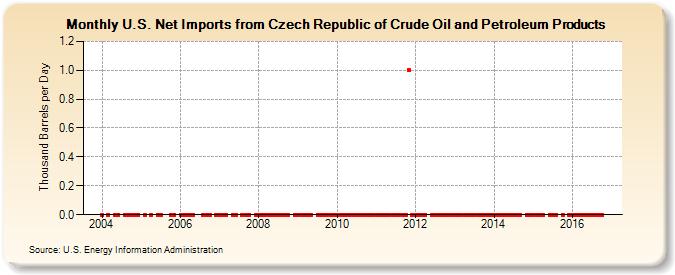 Monthly U.S. Net Imports from Czech Republic of Crude Oil and Petroleum Products
Thousand Barrels per Day
1.2
1.0
0.8
0.6
0.4
0.2
0.0
2004 2006 2008 2010 2012 2014 2016
Source: U.S. Energy Information Administration